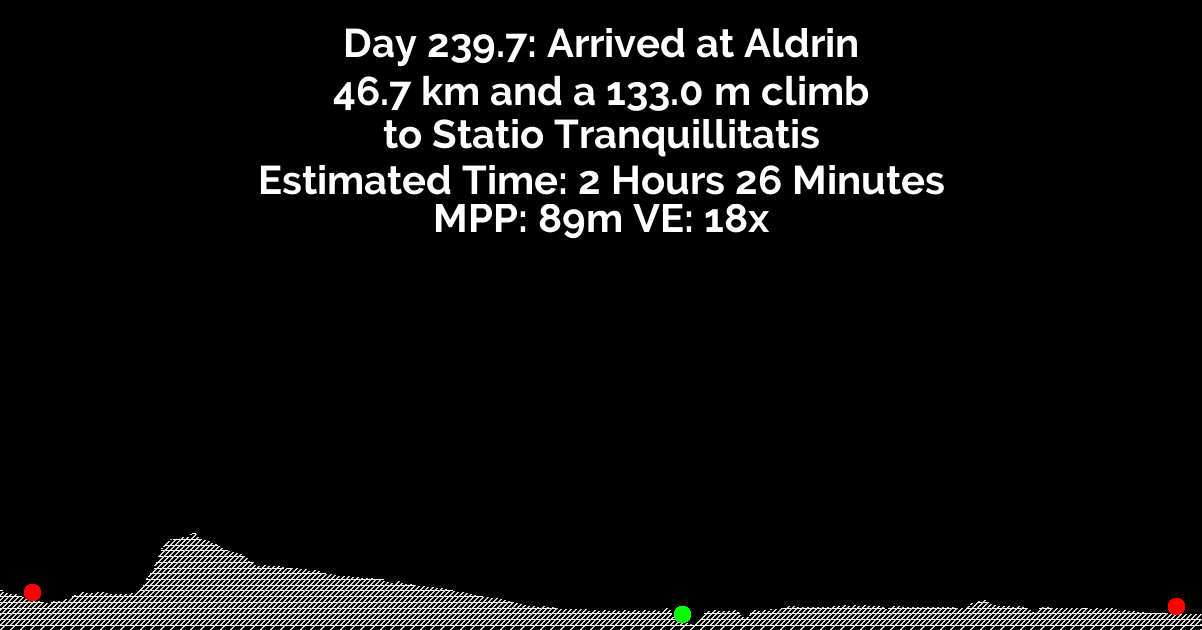 Day 239.7: Arrived at Aldrin
46.7 km and a 133.0 m climb
to Statio Tranquillitatis
Estimated Time: 2 Hours 26 Minutes
MPP: 89m VE: 18x